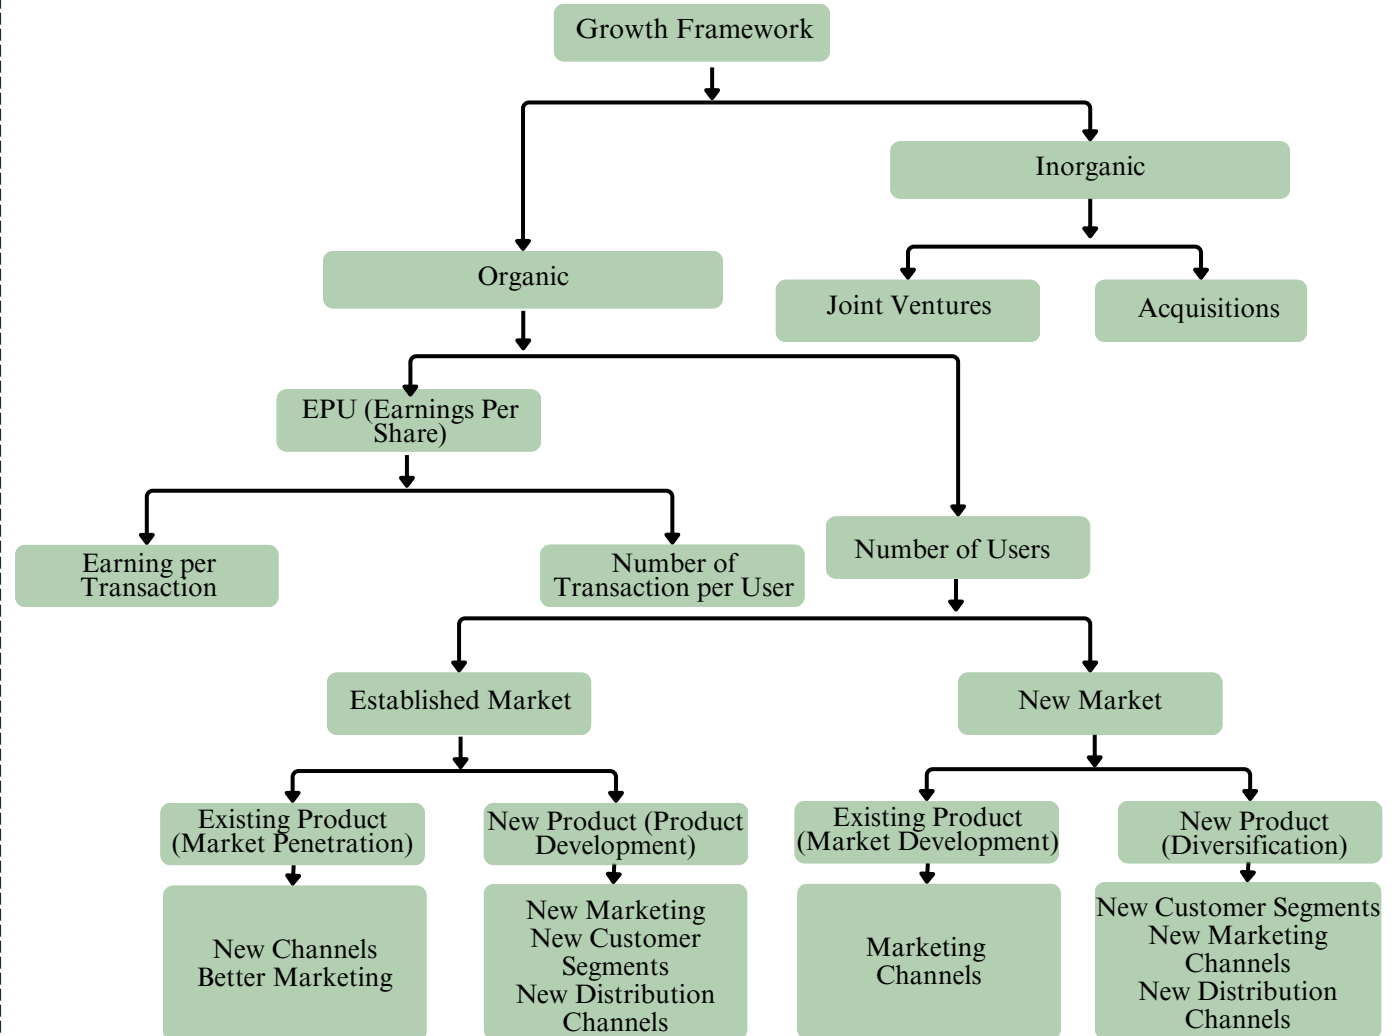 Growth Framework
Inorganic
Organic
Joint Ventures
Acquisitions
EPU (Earnings Per
Share)
Earning per
Transaction
Number of
Transaction per User
Number of Users
Established Market
New Market
Existing Product
(Market Penetration)
New Product (Product
Development)
Existing Product
(Market Development)
New Product
(Diversification)
New Channels
Better Marketing
New Marketing
New Customer
Segments
New Distribution
Channels
Marketing
Channels
New Customer Segments
New Marketing
Channels
New Distribution
Channels